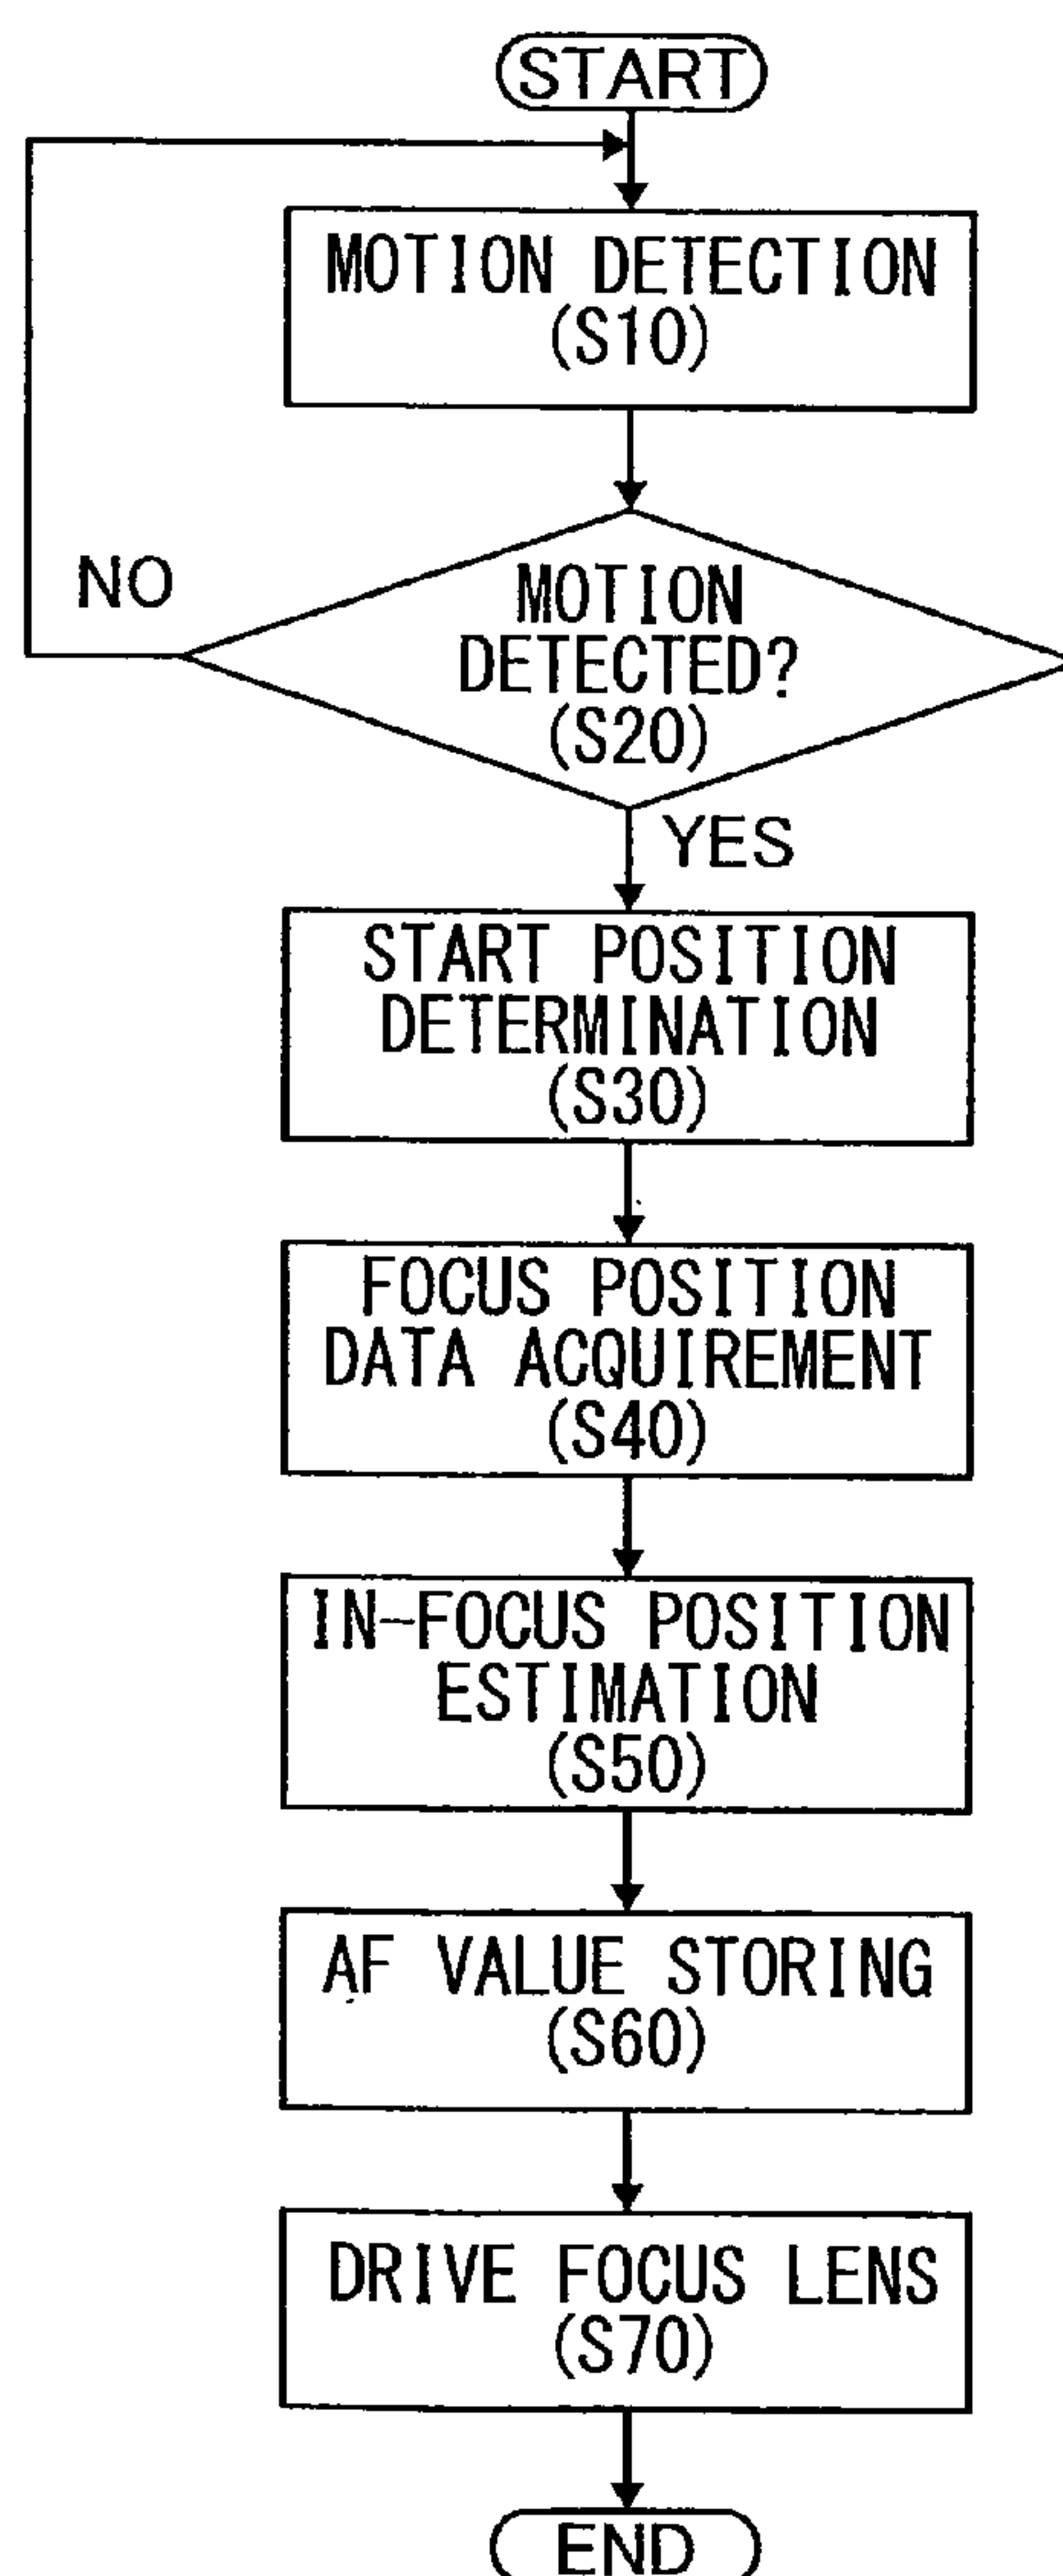 START
MOTION DETECTION
(S10)
NO
MOTION
DETECTED?
(S20)
YES
START POSITION
DETERMINATION
(S30)
FOCUS POSITION
DATA ACQUIREMENT
(S40)
IN-FOCUS POSITION
ESTIMATION
(S50)
AF VALUE STORING
(S60)
DRIVE FOCUS LENS
(S70)
END